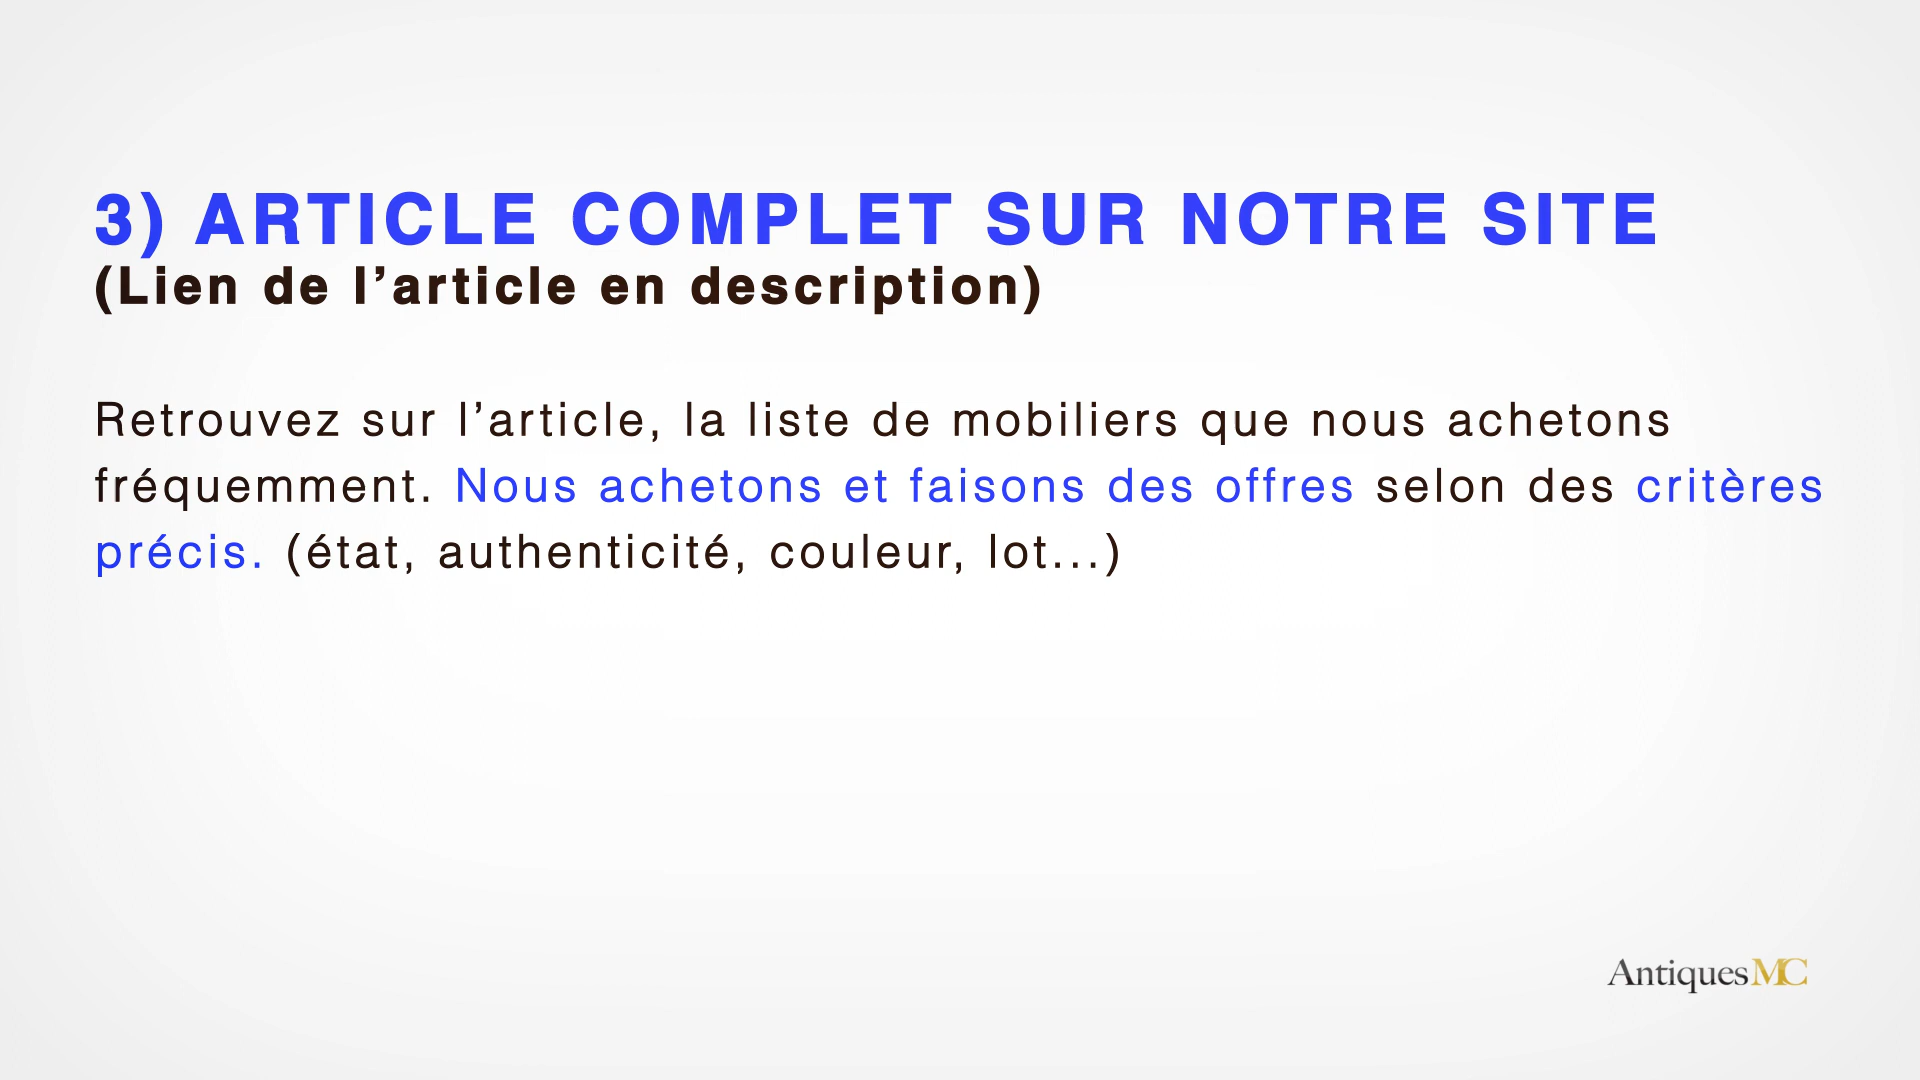 3) ARTICLE COMPLET SUR NOTRE SITE
(Lien de l’article en description)
Retrouvez sur l’article, la liste de mobiliers que nous achetons
fréquemment. Nous achetons et faisons des offres selon des critères
précis. (état, authenticité, couleur, lot...)
AntiquesMC